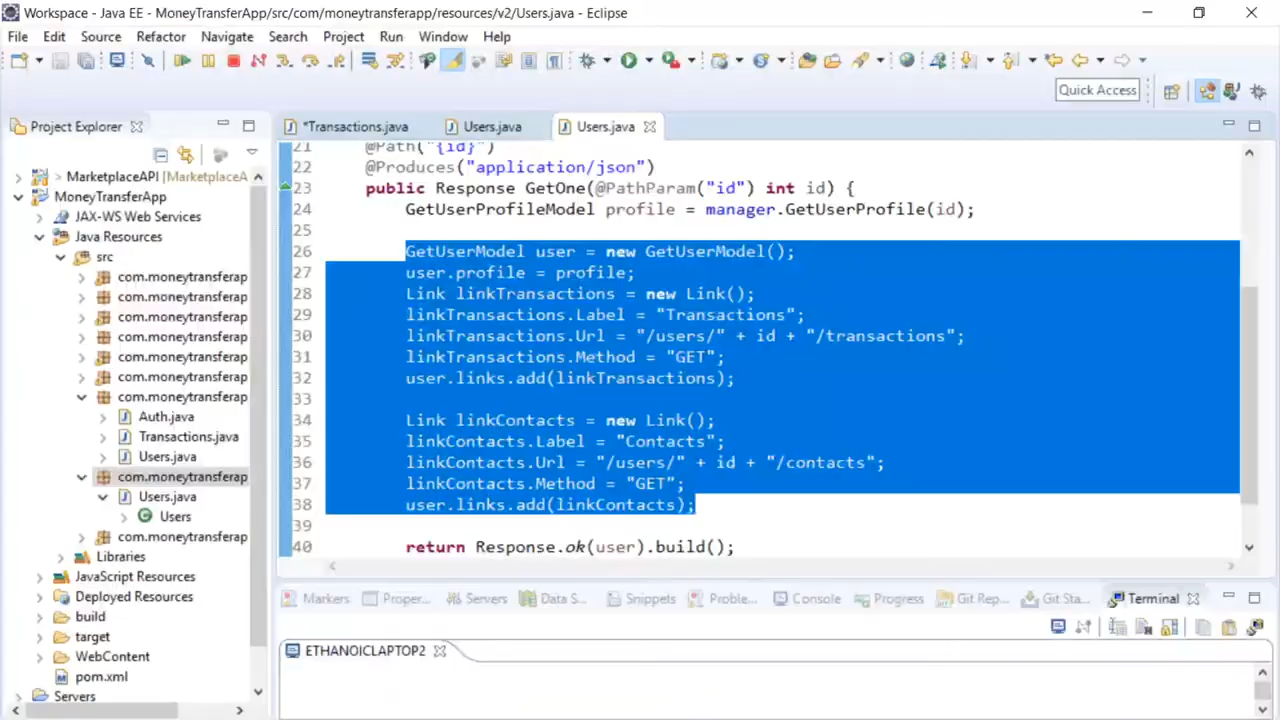 Workspace - Java EE - MoneyTransferApp/src/com/moneytransferapp/resources/v2/Users.java - Eclipse
File Edit Source Refactor Navigate Search Project Run Window Help
Quick Access
Project Explorer
*Transactions.java Users.java Users.java
MarketplaceAPI [MarketplaceA
MoneyTransferApp
JAX-WS Web Services
Java Resources
src
com.moneytransferap
com.moneytransferap
com.moneytransferap
com.moneytransferap
com.moneytransferap
com.moneytransferap
com.moneytransferap
Auth.java
Transactions.java
Users.java
com.moneytransferap
Users.java
Users
com.moneytransferap
Libraries
JavaScript Resources
Deployed Resources
build
target
WebContent
pom.xml
Servers
21 @Path("{id}")
22 @Produces("application/json")
23 public Response GetOne(@PathParam("id") int id) {
24 GetUserProfileModel profile = manager.GetUserProfile(id);
25
26 GetUserModel user = new GetUserModel();
27 user.profile = profile;
28 Link linkTransactions = new Link();
29 linkTransactions.Label = "Transactions";
30 linkTransactions.Url = "/users/" + id + "/transactions";
31 linkTransactions.Method = "GET";
32 user.links.add(linkTransactions);
33
34 Link linkContacts = new Link();
35 linkContacts.Label = "Contacts";
36 linkContacts.Url = "/users/" + id + "/contacts";
37 linkContacts.Method = "GET";
38 user.links.add(linkContacts);
39
40 return Response.ok(user).build();
Markers Proper... Servers Data S... Snippets Proble... Console Progress Git Rep... Git Sta... Terminal
ETHANOICLAPTOP2